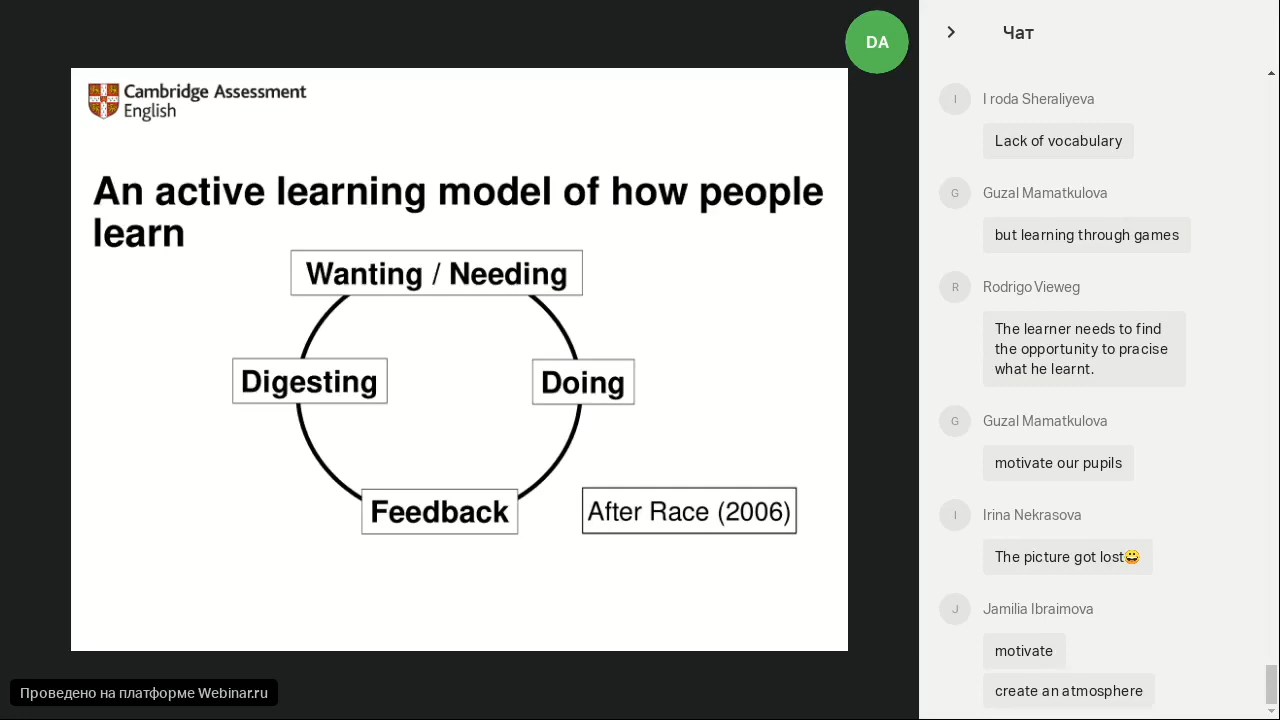 DA
Cambridge Assessment
English
An active learning model of how people
learn
Wanting / Needing
Digesting
Doing
Feedback
After Race (2006)
Проведено на платформе Webinar.ru
Чат
I
I roda Sheraliyeva
Lack of vocabulary
G
Guzal Mamatkulova
but learning through games
R
Rodrigo Vieweg
The learner needs to find
the opportunity to pracise
what he learnt.
G
Guzal Mamatkulova
motivate our pupils
I
Irina Nekrasova
The picture got lost😀
J
Jamilia Ibraimova
motivate
create an atmosphere